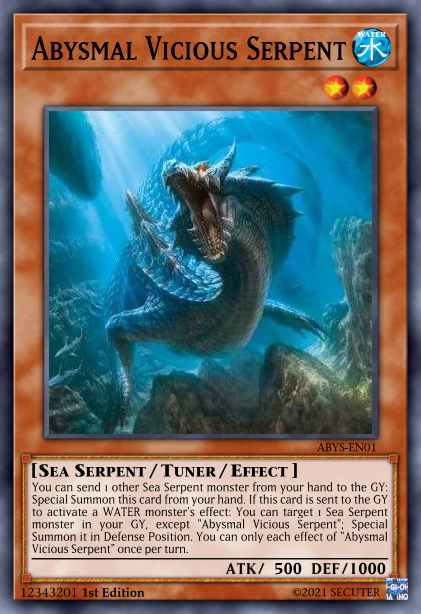 Abysmal Vicious Serpent
WATER
水
ABYS-EN01
[Sea Serpent / Tuner / Effect ]
You can send 1 other Sea Serpent monster from your hand to the GY:
Special Summon this card from your hand. If this card is sent to the GY
to activate a WATER monster's effect: You can target 1 Sea Serpent
monster in your GY, except "Abysmal Vicious Serpent"; Special
Summon it in Defense Position. You can only each effect of "Abysmal
Vicious Serpent" once per turn.
ATK/ 500 DEF/1000
12343201 1st Edition
©2021 SECUTER